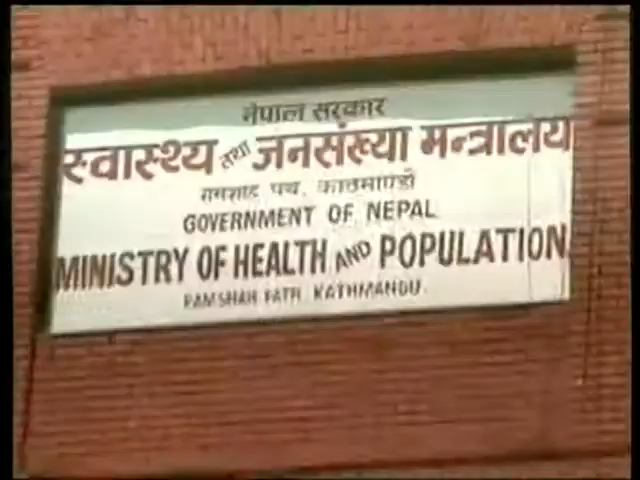 नेपाल सरकार
स्वास्थ्य तथा जनसंख्या मन्त्रालय
रामशाह पथ, काठमाण्डौ
GOVERNMENT OF NEPAL
MINISTRY OF HEALTH AND POPULATION
RAMSHAH PATH, KATHMANDU.